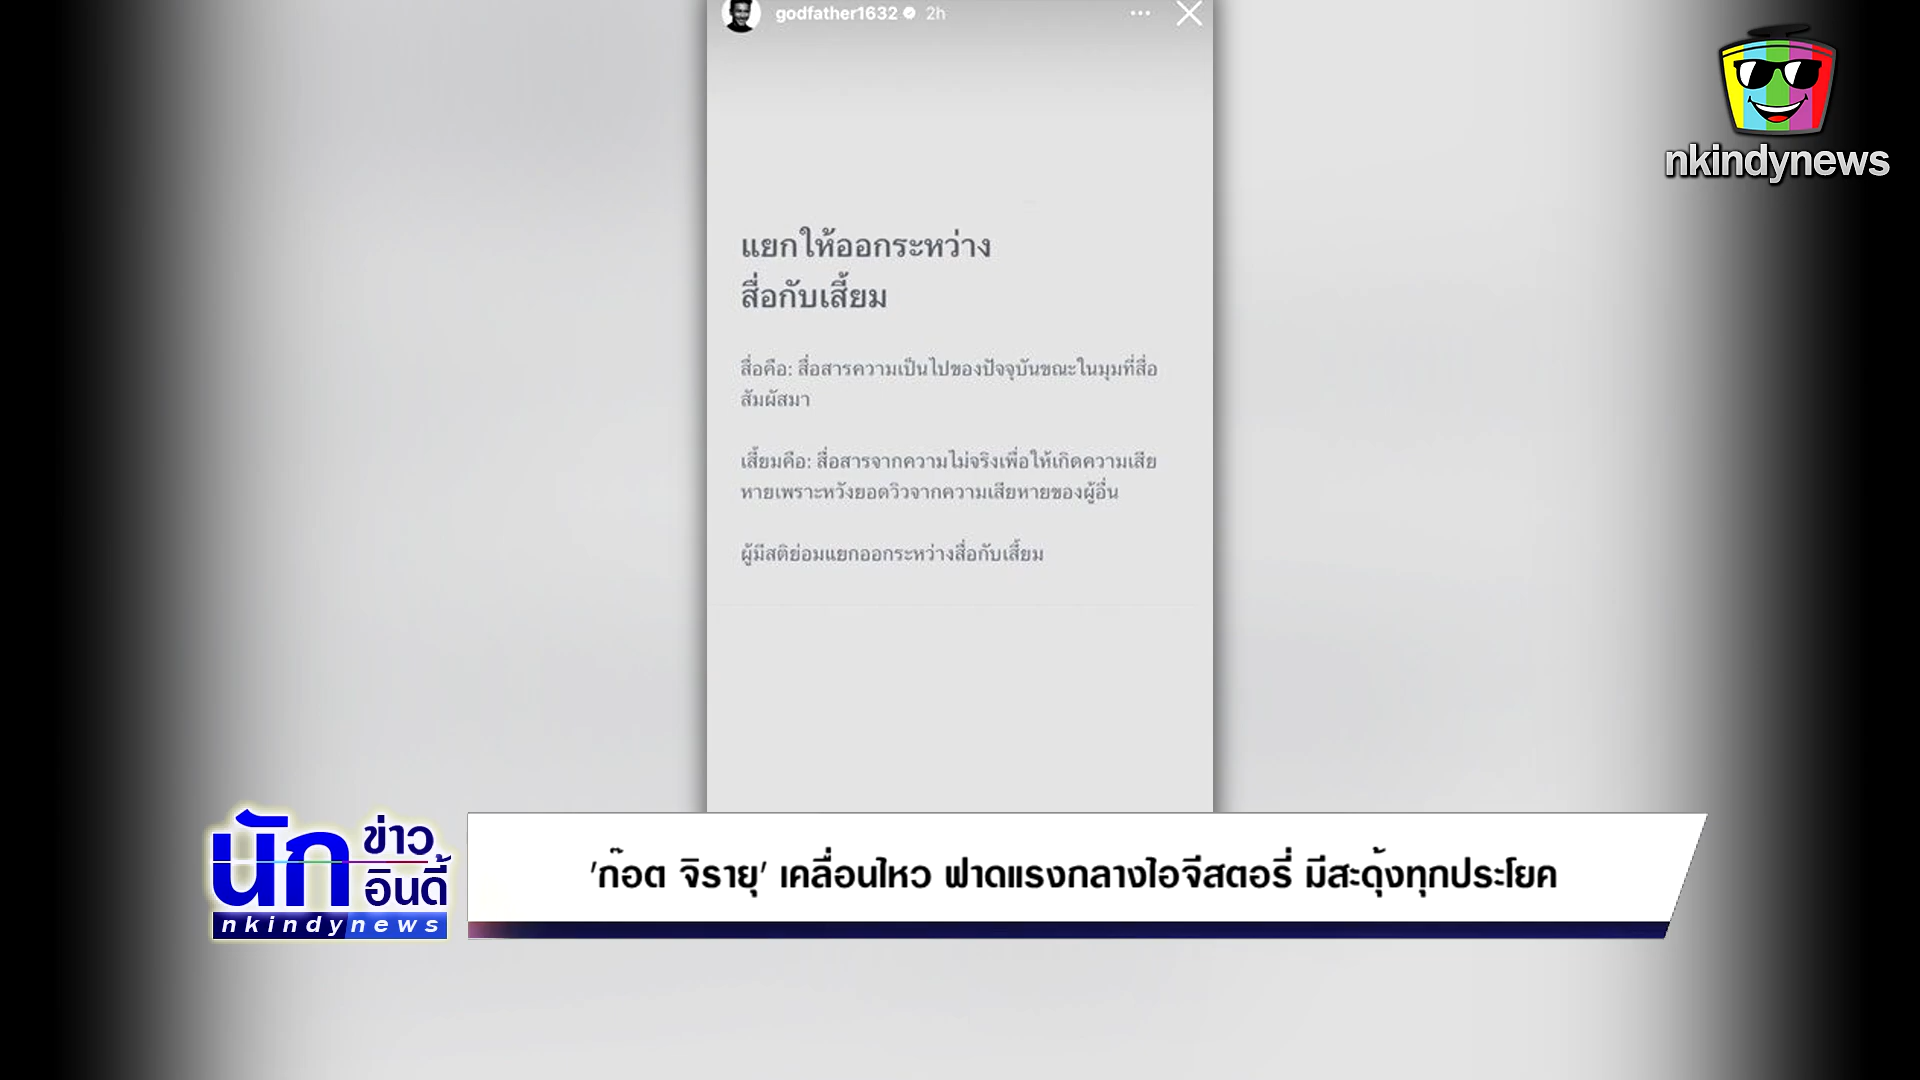 godfather1632 2h
nkindynews
แยกให้ออกระหว่าง
สื่อกับเสี้ยม
สื่อคือ: สื่อสารความเป็นไปของปัจจุบันขณะในมุมที่สื่อ
สัมผัสมา
เสี้ยมคือ: สื่อสารจากความไม่จริงเพื่อให้เกิดความเสีย
หายเพราะหวังยอดวิวจากความเสียหายของผู้อื่น
ผู้มีสติย่อมแยกออกระหว่างสื่อกับเสี้ยม
นักข่าวอินดี้
nkindynews
'ก๊อต จิรายุ' เคลื่อนไหว ฟาดแรงกลางไอจีสตอรี่ มีสะดุ้งทุกประโยค